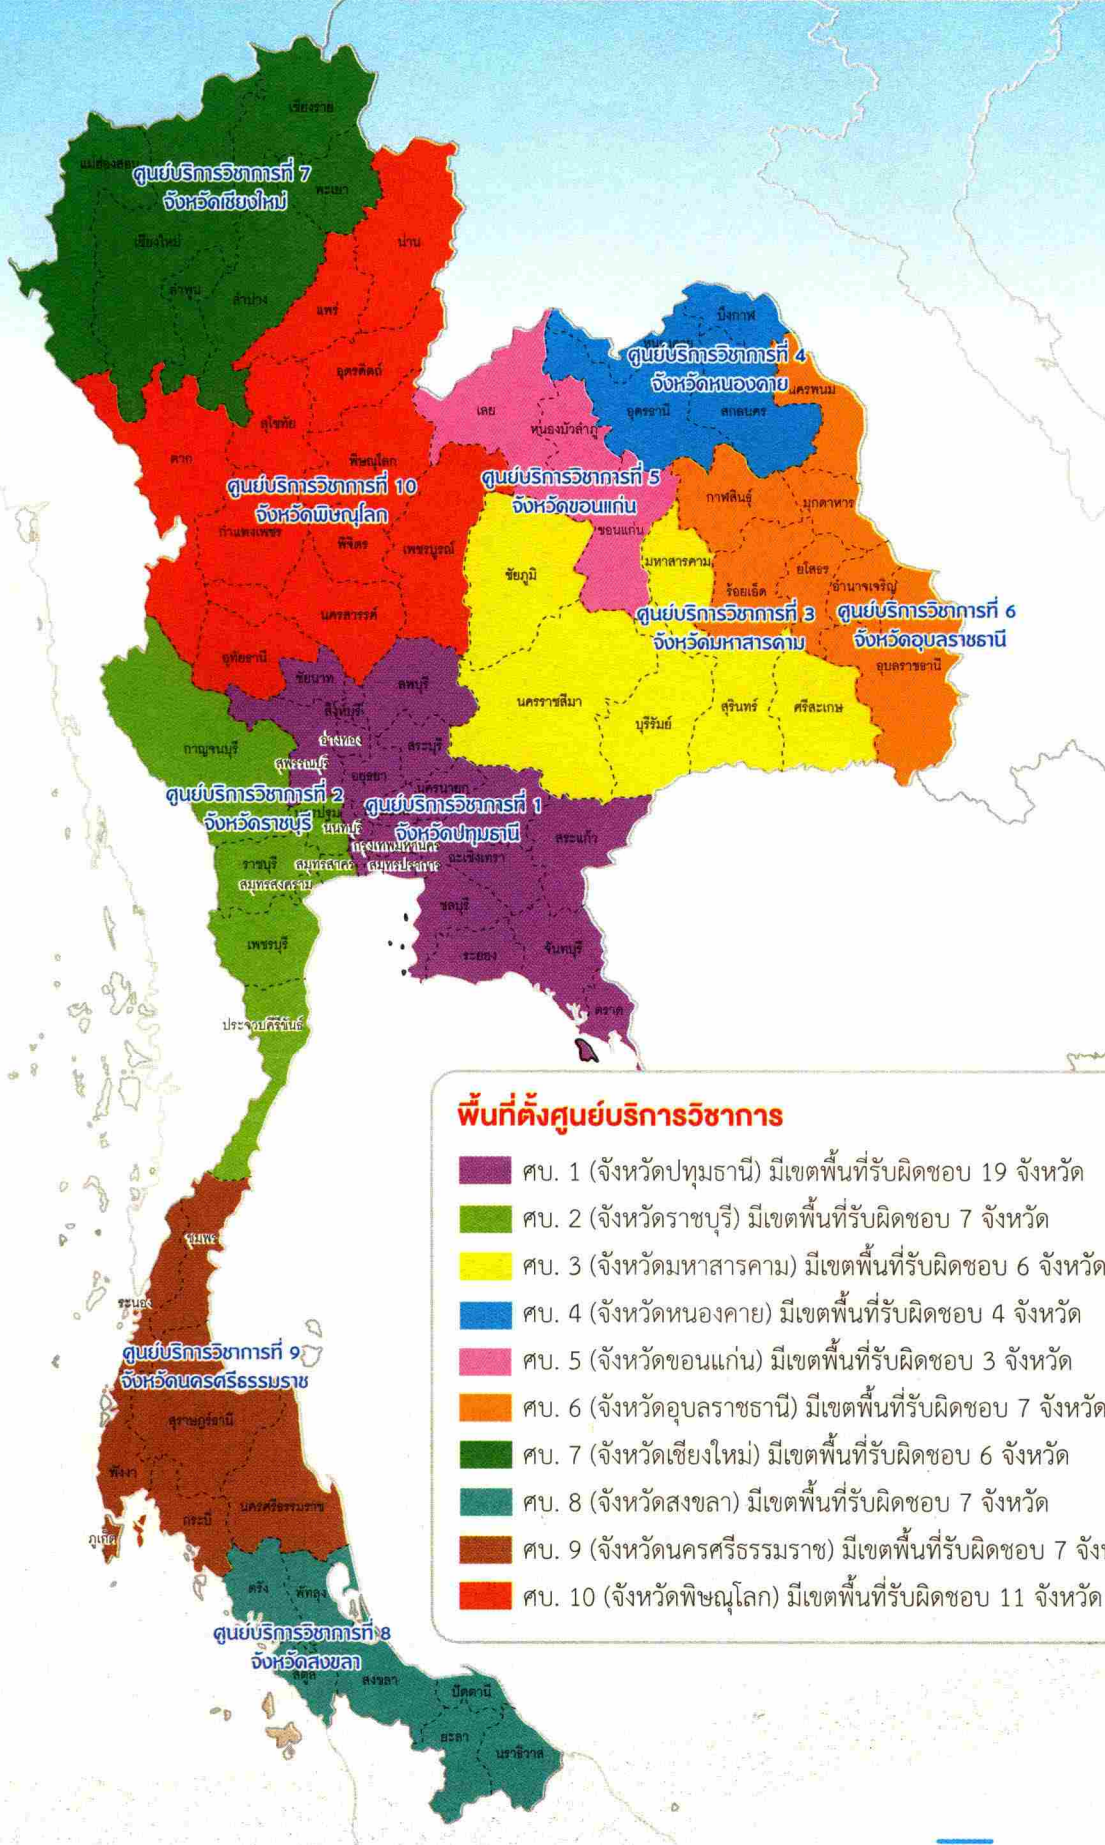 เชียงราย
แม่ฮ่องสอน
ศูนย์บริการวิชาการที่ 7
จังหวัดเชียงใหม่
พะเยา
เชียงใหม่
น่าน
ลำพูน
ลำปาง
แพร่
บึงกาฬ
ศูนย์บริการวิชาการที่ 4
จังหวัดหนองคาย
อุตรดิตถ์
นครพนม
เลย
อุดรธานี
สกลนคร
สุโขทัย
หนองบัวลำภู
ตาก
พิษณุโลก
ศูนย์บริการวิชาการที่ 10
จังหวัดพิษณุโลก
ศูนย์บริการวิชาการที่ 5
จังหวัดขอนแก่น
กาฬสินธุ์
มุกดาหาร
กำแพงเพชร
พิจิตร
เพชรบูรณ์
ขอนแก่น
ชัยภูมิ
มหาสารคาม
ยโสธร
ร้อยเอ็ด
อำนาจเจริญ
นครสวรรค์
ศูนย์บริการวิชาการที่ 3
จังหวัดมหาสารคาม
ศูนย์บริการวิชาการที่ 6
จังหวัดอุบลราชธานี
อุทัยธานี
อุบลราชธานี
ชัยนาท
ลพบุรี
นครราชสีมา
สิงห์บุรี
บุรีรัมย์
สุรินทร์
ศรีสะเกษ
กาญจนบุรี
อ่างทอง
สระบุรี
สุพรรณบุรี
อยุธยา
นครนายก
ศูนย์บริการวิชาการที่ 2
จังหวัดราชบุรี
ศูนย์บริการวิชาการที่ 1
จังหวัดปทุมธานี
นนทบุรี
กรุงเทพมหานคร
สระแก้ว
ราชบุรี
สมุทรสาคร
สมุทรปราการ
ฉะเชิงเทรา
สมุทรสงคราม
ชลบุรี
เพชรบุรี
ระยอง
จันทบุรี
ตราด
ประจวบคีรีขันธ์
พื้นที่ตั้งศูนย์บริการวิชาการ
ศบ. 1 (จังหวัดปทุมธานี) มีเขตพื้นที่รับผิดชอบ 19 จังหวัด
ศบ. 2 (จังหวัดราชบุรี) มีเขตพื้นที่รับผิดชอบ 7 จังหวัด
ศบ. 3 (จังหวัดมหาสารคาม) มีเขตพื้นที่รับผิดชอบ 6 จังหวัด
ศบ. 4 (จังหวัดหนองคาย) มีเขตพื้นที่รับผิดชอบ 4 จังหวัด
ศบ. 5 (จังหวัดขอนแก่น) มีเขตพื้นที่รับผิดชอบ 3 จังหวัด
ศบ. 6 (จังหวัดอุบลราชธานี) มีเขตพื้นที่รับผิดชอบ 7 จังหวัด
ศบ. 7 (จังหวัดเชียงใหม่) มีเขตพื้นที่รับผิดชอบ 6 จังหวัด
ศบ. 8 (จังหวัดสงขลา) มีเขตพื้นที่รับผิดชอบ 7 จังหวัด
ศบ. 9 (จังหวัดนครศรีธรรมราช) มีเขตพื้นที่รับผิดชอบ 7
ศบ. 10 (จังหวัดพิษณุโลก) มีเขตพื้นที่รับผิดชอบ 11 จังหวัด
ชุมพร
ระนอง
ศูนย์บริการวิชาการที่ 9
จังหวัดนครศรีธรรมราช
สุราษฎร์ธานี
พังงา
กระบี่
นครศรีธรรมราช
ภูเก็ต
ตรัง
พัทลุง
ศูนย์บริการวิชาการที่ 8
จังหวัดสงขลา
สตูล
สงขลา
ปัตตานี
ยะลา
นราธิวาส